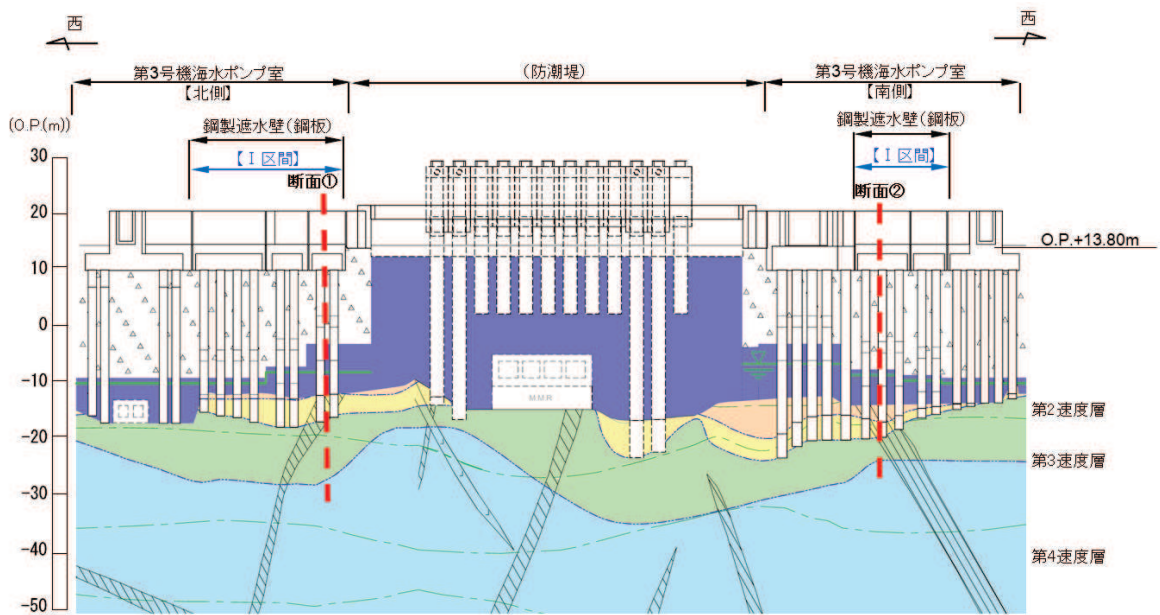 西
西
第3号機海水ポンプ室
【北側】
(防潮堤)
第3号機海水ポンプ室
【南側】
(O.P.(m))
鋼製遮水壁(鋼板)
鋼製遮水壁(鋼板)
【Ⅰ区間】
【Ⅰ区間】
断面①
断面②
30
20
O.P.+13.80m
10
0
-10
MMR
第2速度層
-20
第3速度層
-30
-40
第4速度層
-50